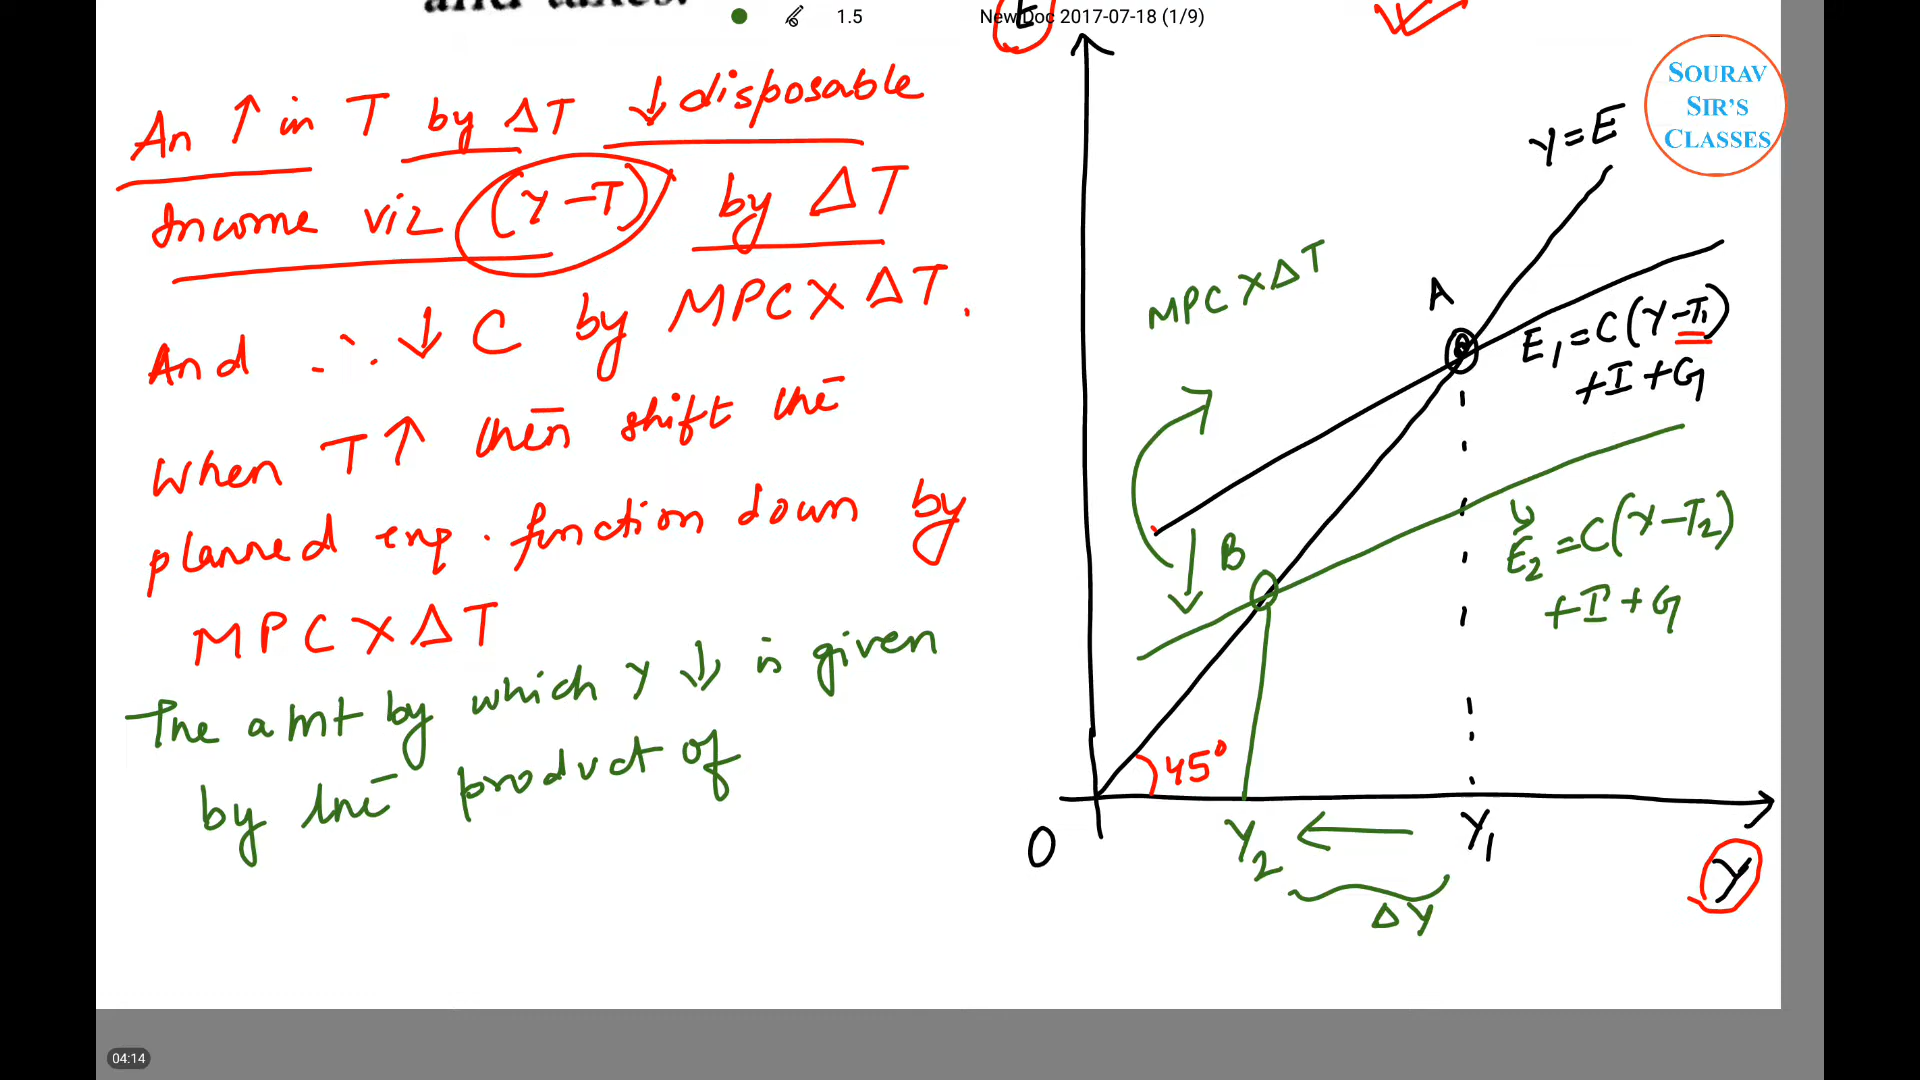 and taxes.
1.5
New Doc 2017-07-18 (1/9)
An ↑ in T by ΔT ↓ disposable
Income viz (Y-T) by ΔT
And ∴ ↓ C by MPC X ΔT.
When T↑ then shift the
planned exp. function down by
MPC X ΔT
The amt by which Y ↓ is given
by the product of
E
SOURAV
SIR'S
CLASSES
Y=E
MPC X ΔT
A
E₁=C(Y-T₁)
+I+G
B
E₂=C(Y-T₂)
+I+G
45°
O
Y₂
Y₁
Y
ΔY
04:14